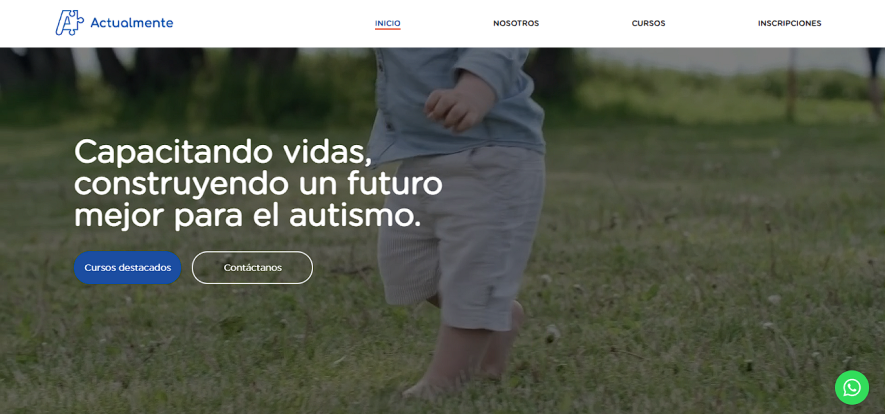 Actualmente
INICIO
NOSOTROS
CURSOS
INSCRIPCIONES
Capacitando vidas,
construyendo un futuro
mejor para el autismo.
Cursos destacados
Contáctanos